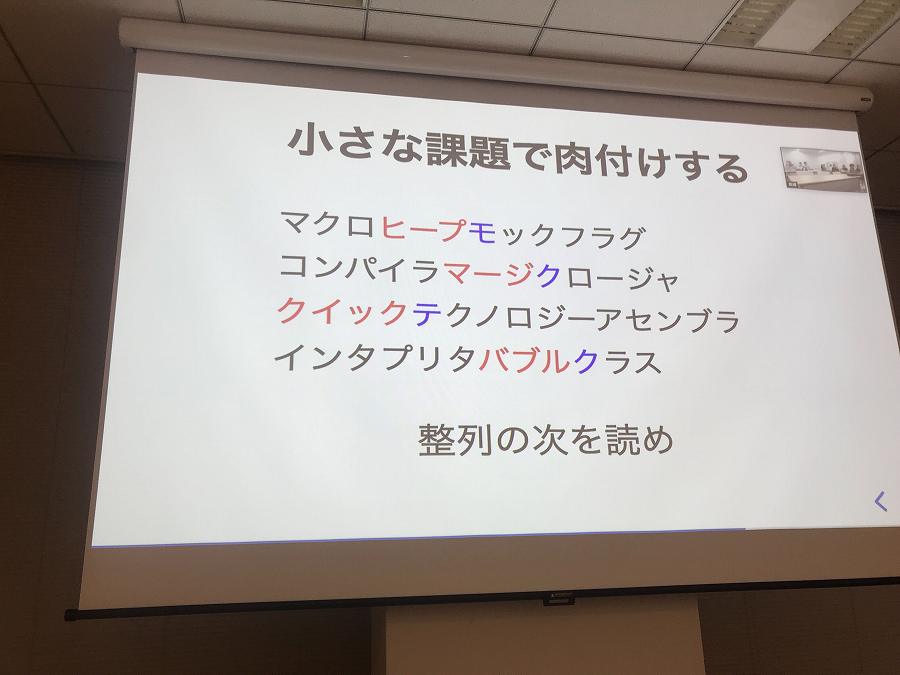 小さな課題で肉付けする
マクロヒープモックフラグ
コンパイラマージクロージャ
クイックテクノロジーアセンブラ
インタプリタバブルクラス
整列の次を読め